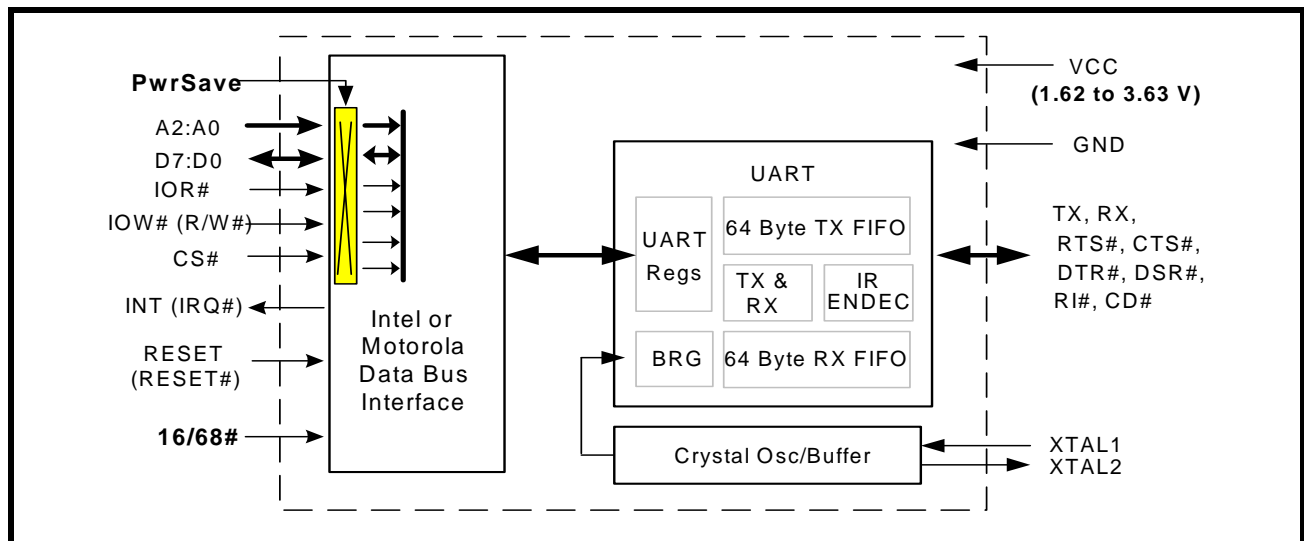 PwrSave
A2:A0
D7:D0
IOR#
IOW# (R/W#)
CS#
INT (IRQ#)
RESET
(RESET#)
16/68#
Intel or
Motorola
Data Bus
Interface
UART
UART
Regs
64 Byte TX FIFO
TX &
RX
IR
ENDEC
BRG
64 Byte RX FIFO
Crystal Osc/Buffer
VCC
(1.62 to 3.63 V)
GND
TX, RX,
RTS#, CTS#,
DTR#, DSR#,
RI#, CD#
XTAL1
XTAL2